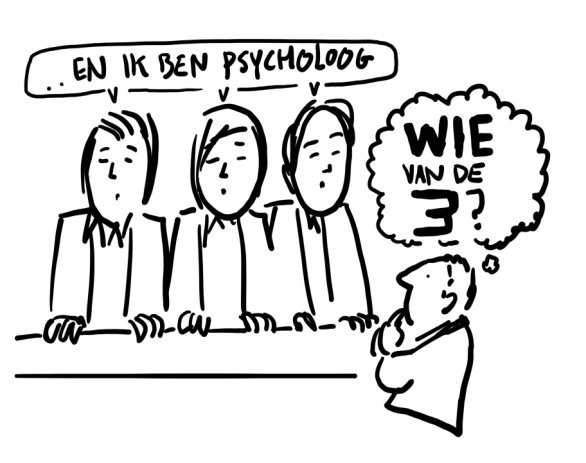 ..EN IK BEN PSYCHOLOOG
WIE
VAN DE
3?